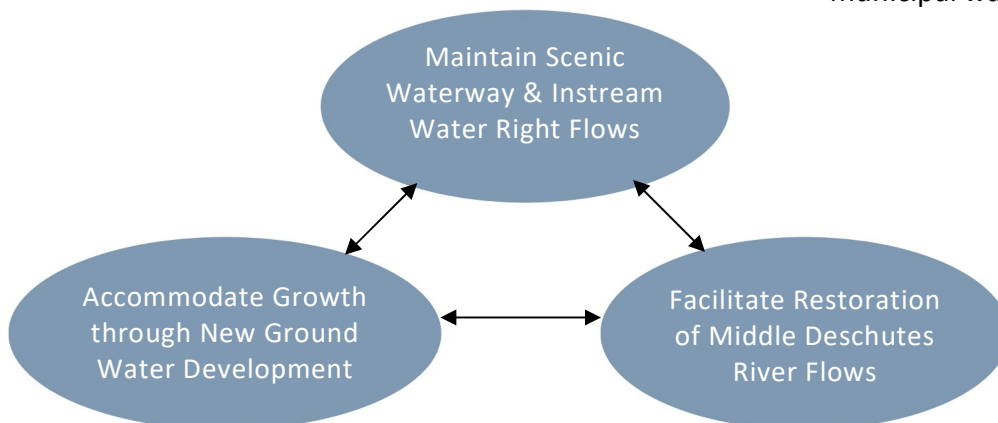 municipal
Maintain Scenic
Waterway & Instream
Water Right Flows
Accommodate Growth
through New Ground
Water Development
Facilitate Restoration
of Middle Deschutes
River Flows